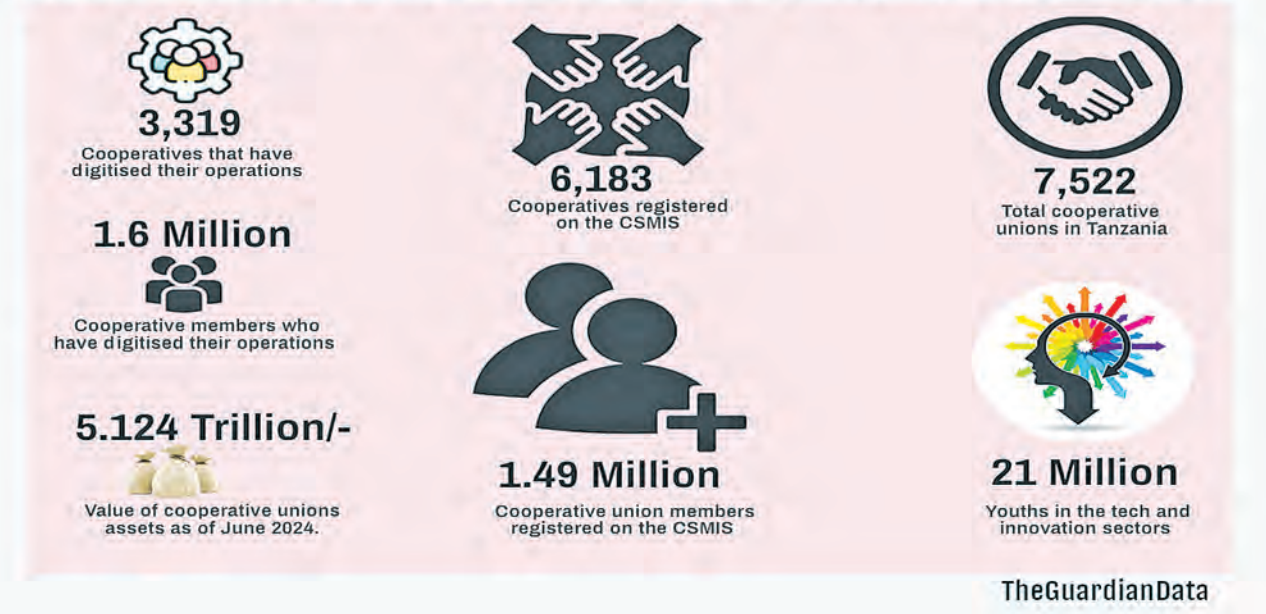 3,319
Cooperatives that have
digitised their operations
1.6 Million
Cooperative members who
have digitised their operations
5.124 Trillion/-
Value of cooperative unions
assets as of June 2024.
6,183
Cooperatives registered
on the CSMIS
1.49 Million
Cooperative union members
registered on the CSMIS
7,522
Total cooperative
unions in Tanzania
21 Million
Youths in the tech and
innovation sectors
TheGuardianData